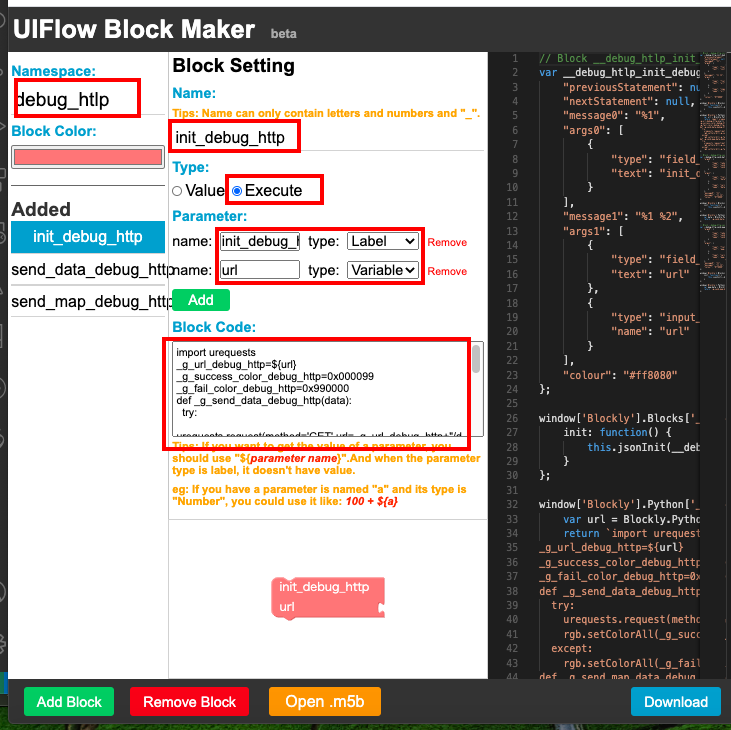 UIFlow Block Maker beta
Namespace:
debug_htlp
Block Color:
Added
init_debug_http
send_data_debug_http
send_map_debug_http
Block Setting
Name:
Tips: Name can only contain letters and numbers and "_".
init_debug_http
Type:
Value Execute
Parameter:
name: init_debug_h type: Label Remove
name: url type: Variable Remove
Add
Block Code:
import urequests
_g_url_debug_http=${url}
_g_success_color_debug_http=0x000099
_g_fail_color_debug_http=0x990000
def _g_send_data_debug_http(data):
try:
Tips: If you want to get the value of a parameter, you
should use "${parameter name}".And when the parameter
type is label, it doesn't have value.
eg: If you have a parameter is named "a" and its type is
"Number", you could use it like: 100 + ${a}
init_debug_http
url
1 // Block __debug_htlp_init_
2 var __debug_htlp_init_debug
3 "previousStatement": nu
4 "nextStatement": null,
5 "message0": "%1",
6 "args0": [
7 {
8 "type": "field_
9 "text": "init_d
10 }
11 ],
12 "message1": "%1 %2",
13 "args1": [
14 {
15 "type": "field_
16 "text": "url"
17 },
18 {
19 "type": "input_
20 "name": "url"
21 }
22 ],
23 "colour": "#ff8080"
24 };
25
26 window['Blockly'].Blocks['_
27 init: function() {
28 this.jsonInit(__deb
29 }
30 };
31
32 window['Blockly'].Python['_
33 var url = Blockly.Pytho
34 return `import urequest
35 _g_url_debug_http=${url}
36 _g_success_color_debug_http
37 _g_fail_color_debug_http=0x
38 def _g_send_data_debug_http
39 try:
40 urequests.request(metho
41 rgb.setColorAll(_g_succ
42 except:
43 rgb.setColorAll(_g_fail
44 def _g_send_map_debug
Add Block
Remove Block
Open .m5b
Download